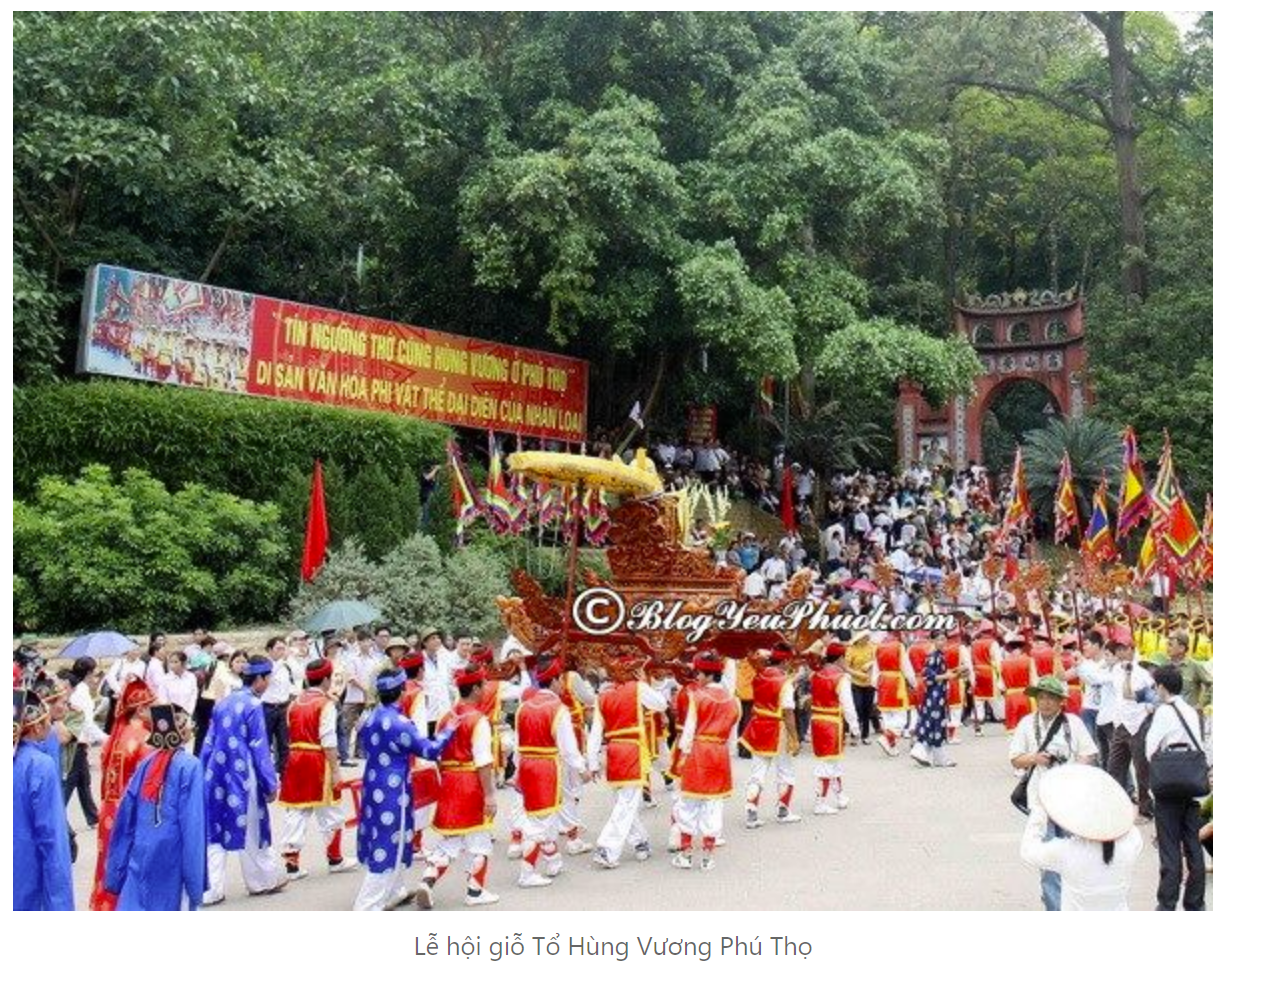 "TÍN NGƯỠNG THỜ CÚNG HÙNG VƯƠNG Ở PHÚ THỌ"
DI SẢN VĂN HÓA PHI VẬT THỂ ĐẠI DIỆN CỦA NHÂN LOẠI
© BlogYeuPhuot.com
Lễ hội giỗ Tổ Hùng Vương Phú Thọ